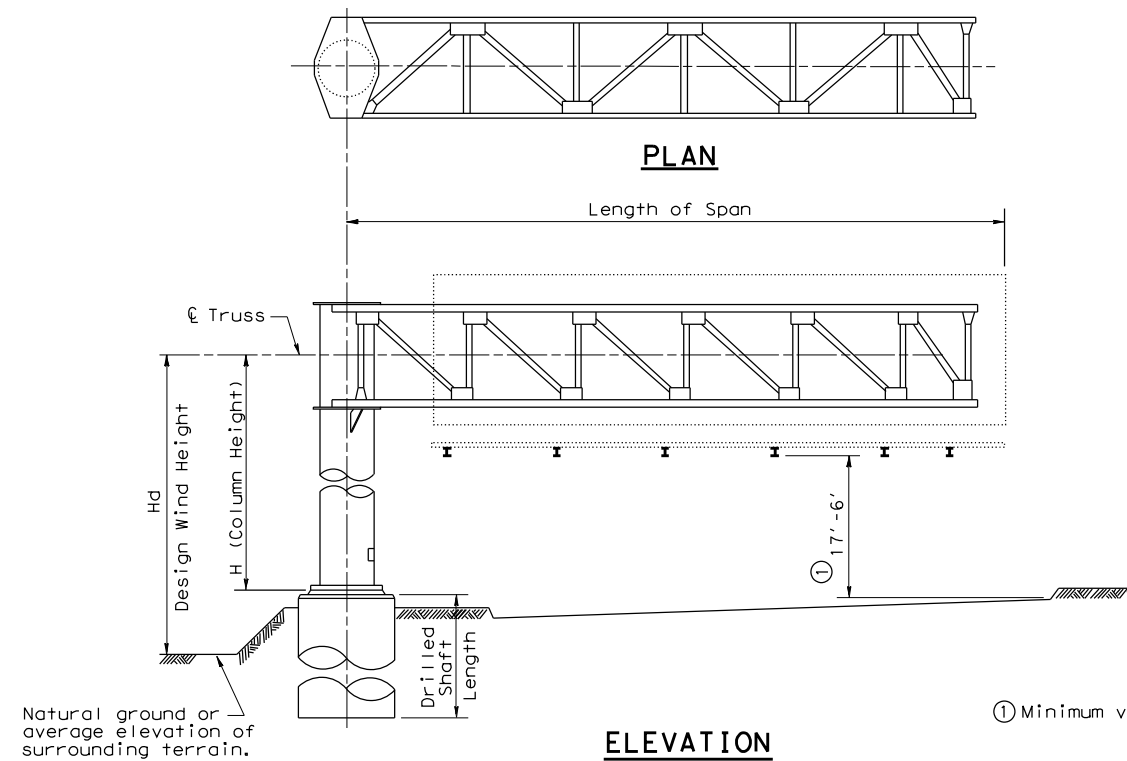 PLAN
Length of Span
℄ Truss
Hd
Design Wind Height
H (Column Height)
① 17'-6'
Drilled
Shaft
Length
Natural ground or
average elevation of
surrounding terrain.
① Minimum v
ELEVATION